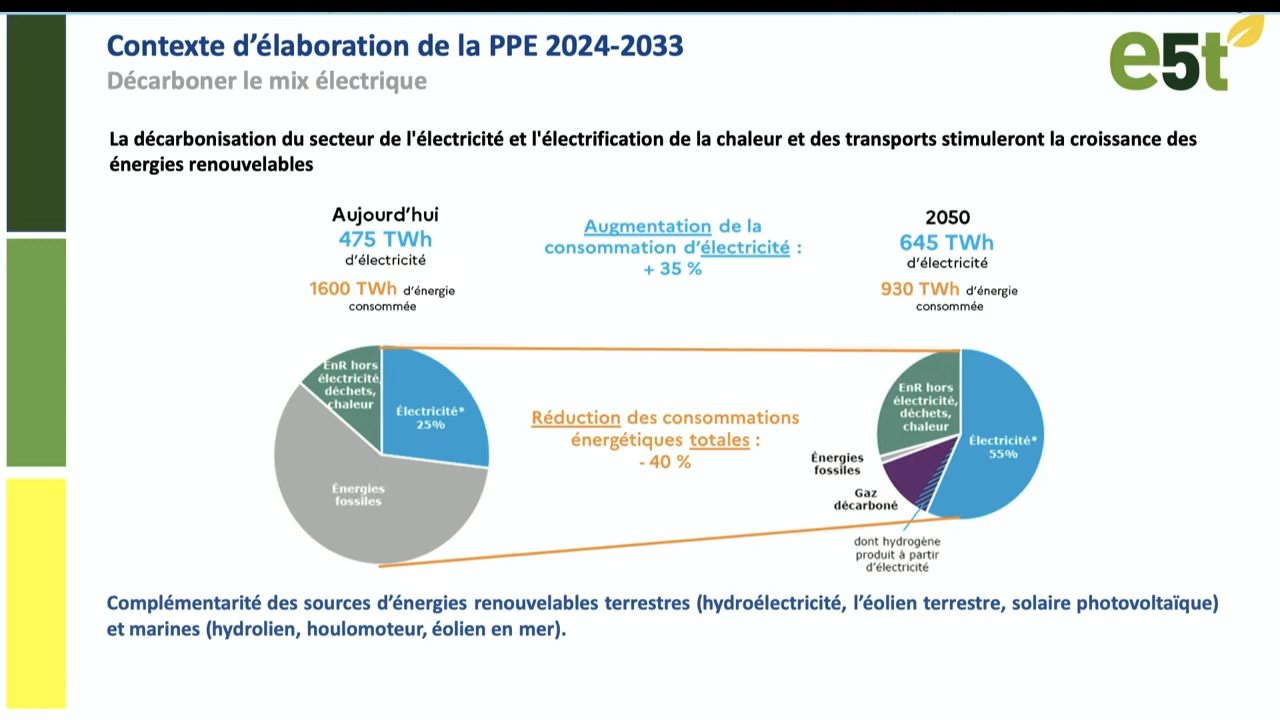 Contexte d’élaboration de la PPE 2024-2033
Décarboner le mix électrique
e5t
La décarbonisation du secteur de l'électricité et l'électrification de la chaleur et des transports stimuleront la croissance des
énergies renouvelables
Aujourd’hui
475 TWh
d’électricité
1600 TWh d’énergie
consommée
Augmentation de la
consommation d’électricité :
+ 35 %
2050
645 TWh
d’électricité
930 TWh d’énergie
consommée
EnR hors
électricité,
déchets,
chaleur
Électricité*
25%
Énergies
fossiles
Réduction des consommations
énergétiques totales :
- 40 %
EnR hors
électricité,
déchets,
chaleur
Électricité*
55%
Énergies
fossiles
Gaz
décarboné
dont hydrogène
produit à partir
d’électricité
Complémentarité des sources d’énergies renouvelables terrestres (hydroélectricité, l’éolien terrestre, solaire photovoltaïque)
et marines (hydrolien, houlomoteur, éolien en mer).